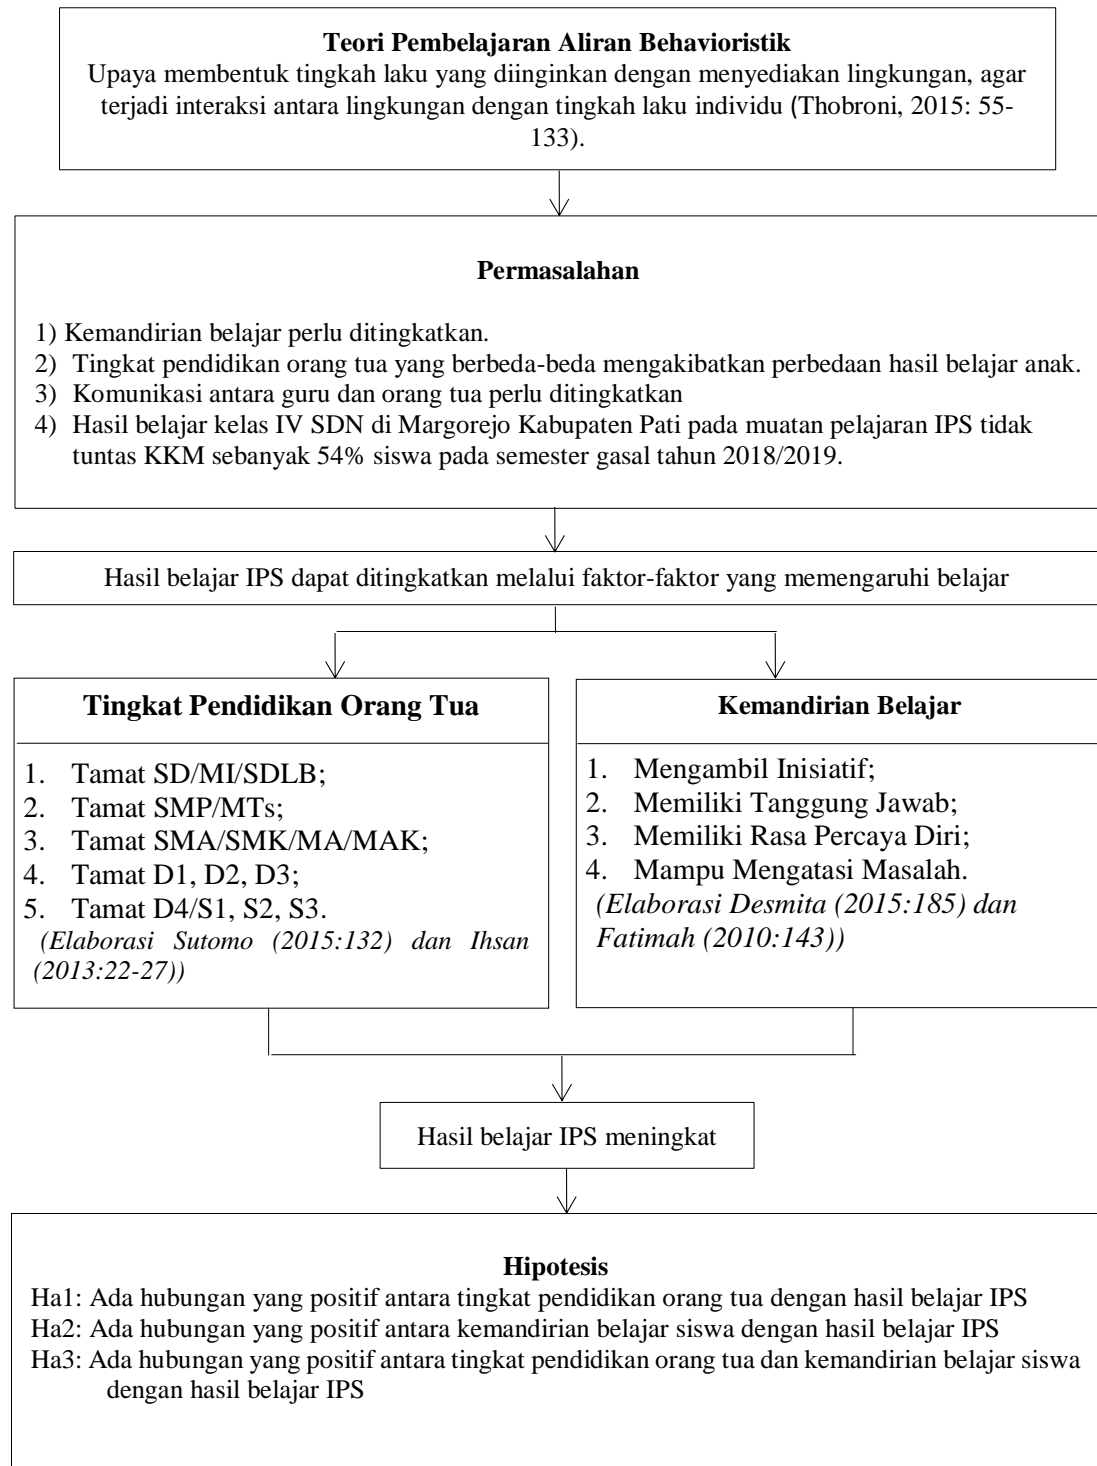 Teori Pembelajaran Aliran Behavioristik
Upaya membentuk tingkah laku yang diinginkan dengan menyediakan lingkungan, agar
terjadi interaksi antara lingkungan dengan tingkah laku individu (Thobroni, 2015: 55-
133).
Permasalahan
1) Kemandirian belajar perlu ditingkatkan.
2) Tingkat pendidikan orang tua yang berbeda-beda mengakibatkan perbedaan hasil belajar anak.
3) Komunikasi antara guru dan orang tua perlu ditingkatkan
4) Hasil belajar kelas IV SDN di Margorejo Kabupaten Pati pada muatan pelajaran IPS tidak
tuntas KKM sebanyak 54% siswa pada semester gasal tahun 2018/2019.
Hasil belajar IPS dapat ditingkatkan melalui faktor-faktor yang memengaruhi belajar
Tingkat Pendidikan Orang Tua
1. Tamat SD/MI/SDLB;
2. Tamat SMP/MTs;
3. Tamat SMA/SMK/MA/MAK;
4. Tamat D1, D2, D3;
5. Tamat D4/S1, S2, S3.
(Elaborasi Sutomo (2015:132) dan Ihsan
(2013:22-27))
Kemandirian Belajar
1. Mengambil Inisiatif;
2. Memiliki Tanggung Jawab;
3. Memiliki Rasa Percaya Diri;
4. Mampu Mengatasi Masalah.
(Elaborasi Desmita (2015:185) dan
Fatimah (2010:143))
Hasil belajar IPS meningkat
Hipotesis
Ha1: Ada hubungan yang positif antara tingkat pendidikan orang tua dengan hasil belajar IPS
Ha2: Ada hubungan yang positif antara kemandirian belajar siswa dengan hasil belajar IPS
Ha3: Ada hubungan yang positif antara tingkat pendidikan orang tua dan kemandirian belajar siswa
dengan hasil belajar IPS